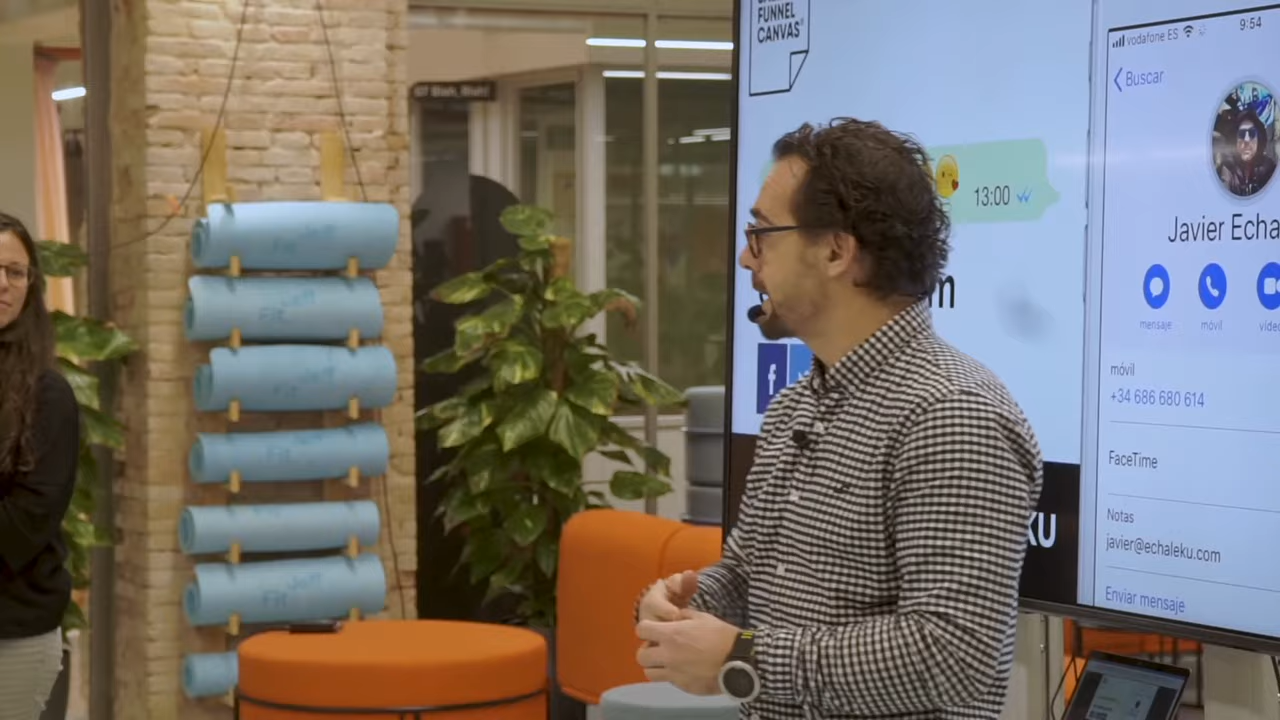 FUNNEL
CANVAS
13:00
m
f
KU
vodafone ES
9:54
Buscar
Javier Echa
mensaje
móvil
móvil
+34 686 680 614
FaceTime
Notas
javier@echaleku.com
Enviar mensaje